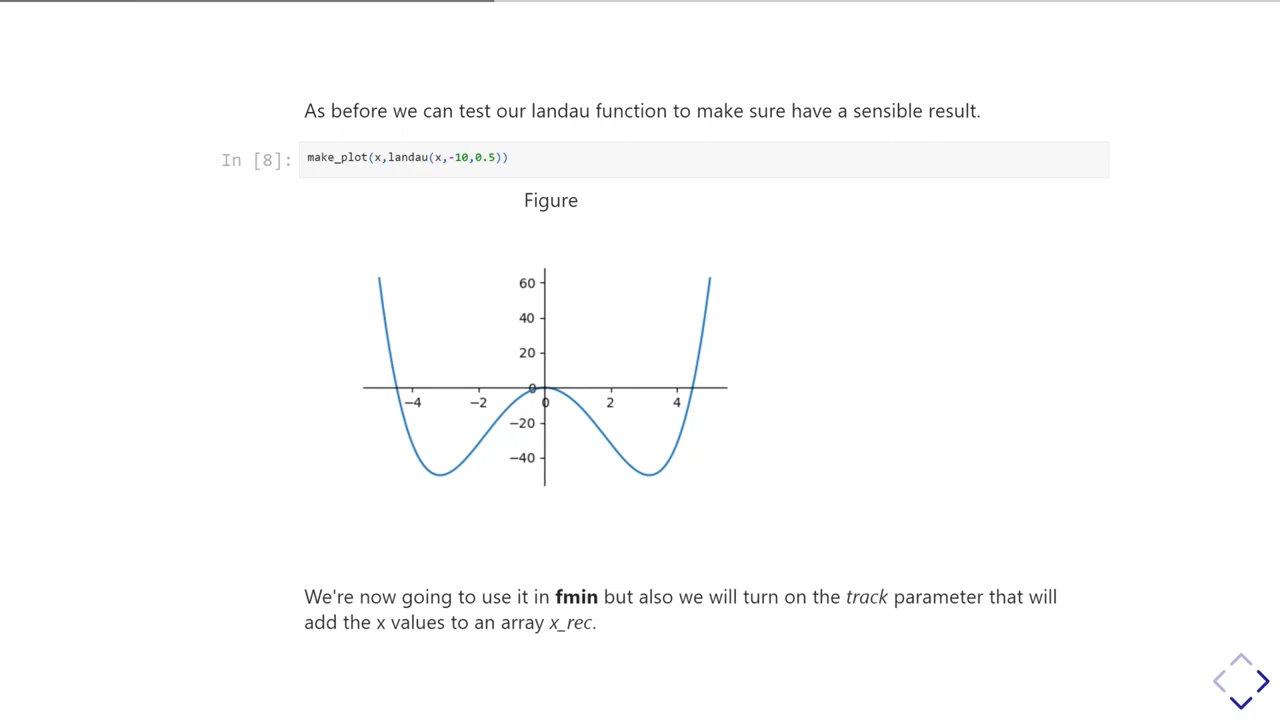 As before we can test our landau function to make sure have a sensible result.
In [8]:
make_plot(x,landau(x,-10,0.5))
Figure
60
40
20
0
−4 −2 0 2 4
−20
−40
We're now going to use it in fmin but also we will turn on the track parameter that will
add the x values to an array x_rec.